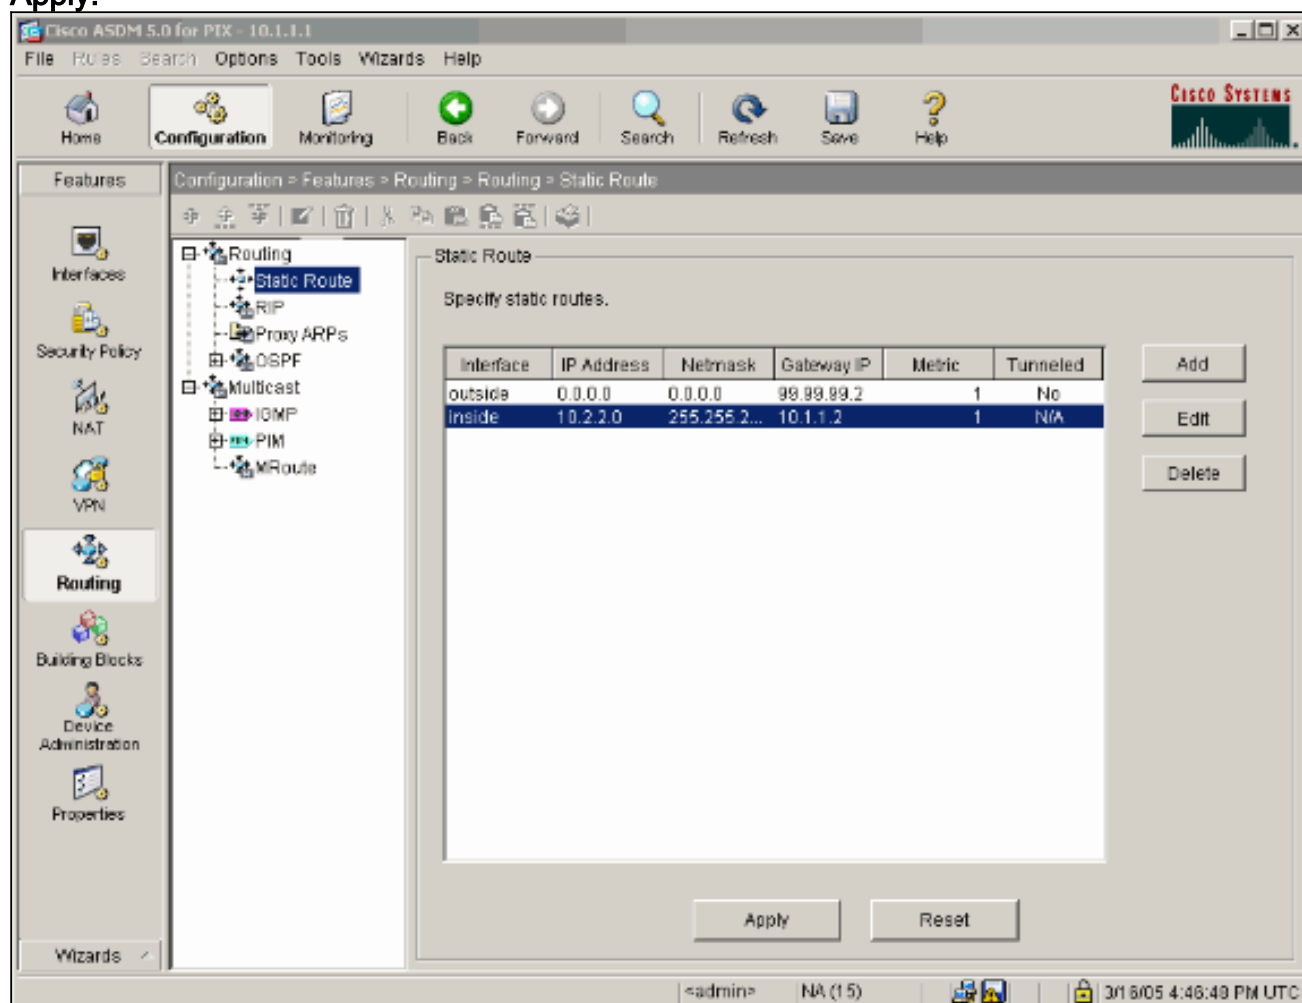 Apply.
Cisco ASDM 5.0 for PIX - 10.1.1.1
File Rules Search Options Tools Wizards Help
Home Configuration Monitoring Back Forward Search Refresh Save Help
CISCO SYSTEMS
Features
Configuration > Features > Routing > Routing > Static Route
Interfaces
Security Policy
NAT
VPN
Routing
Building Blocks
Device
Administration
Properties
Wizards
Routing
Static Route
RIP
Proxy ARPs
OSPF
Multicast
IGMP
PIM
MRoute
Static Route
Specify static routes.
Interface IP Address Netmask Gateway IP Metric Tunneled
outside 0.0.0.0 0.0.0.0 99.99.99.2 1 No
inside 10.2.2.0 255.255.2... 10.1.1.2 1 N/A
Add
Edit
Delete
Apply Reset
<admin> NA (15) 3/16/05 4:46:48 PM UTC